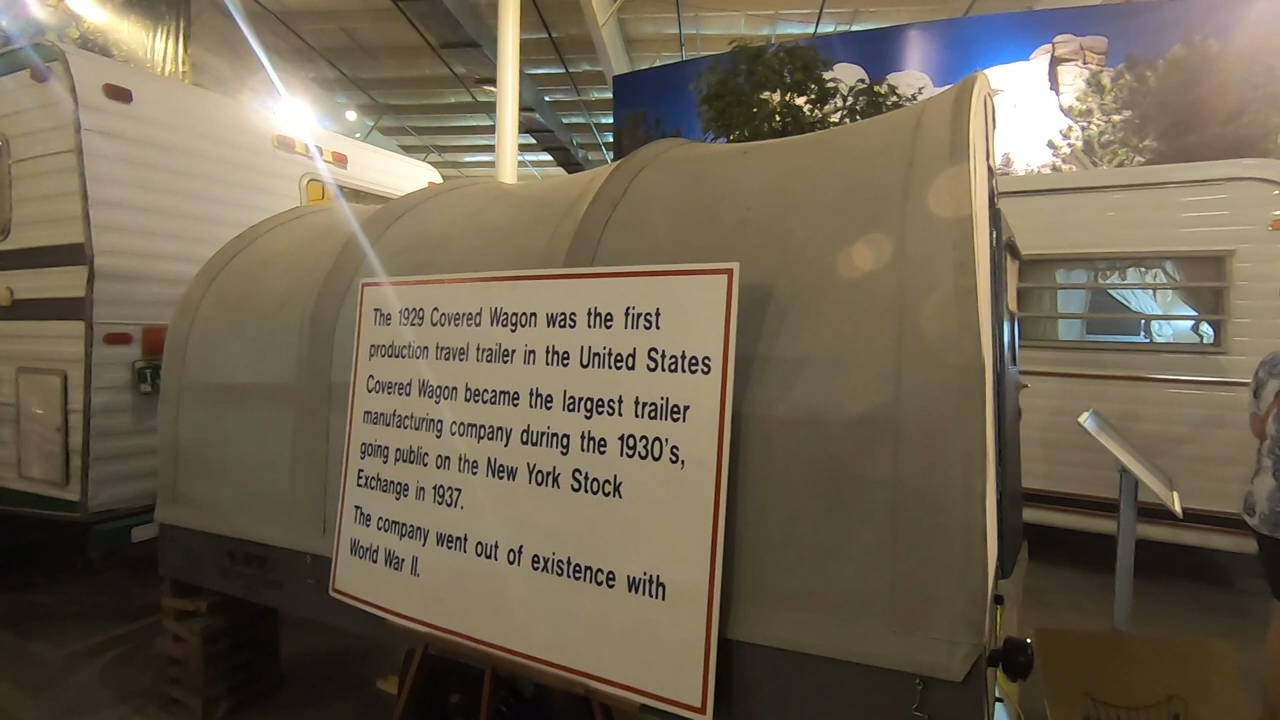 The 1929 Covered Wagon was the first
production travel trailer in the United States
Covered Wagon became the largest trailer
manufacturing company during the 1930's,
going public on the New York Stock
Exchange in 1937.
The company went out of existence with
World War II.